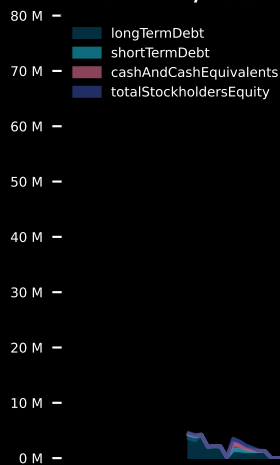 80 M
longTermDebt
shortTermDebt
70 M
cashAndCashEquivalents
totalStockholdersEquity
60 M
50 M
40 M
30 M
20 M
10 M
0 M